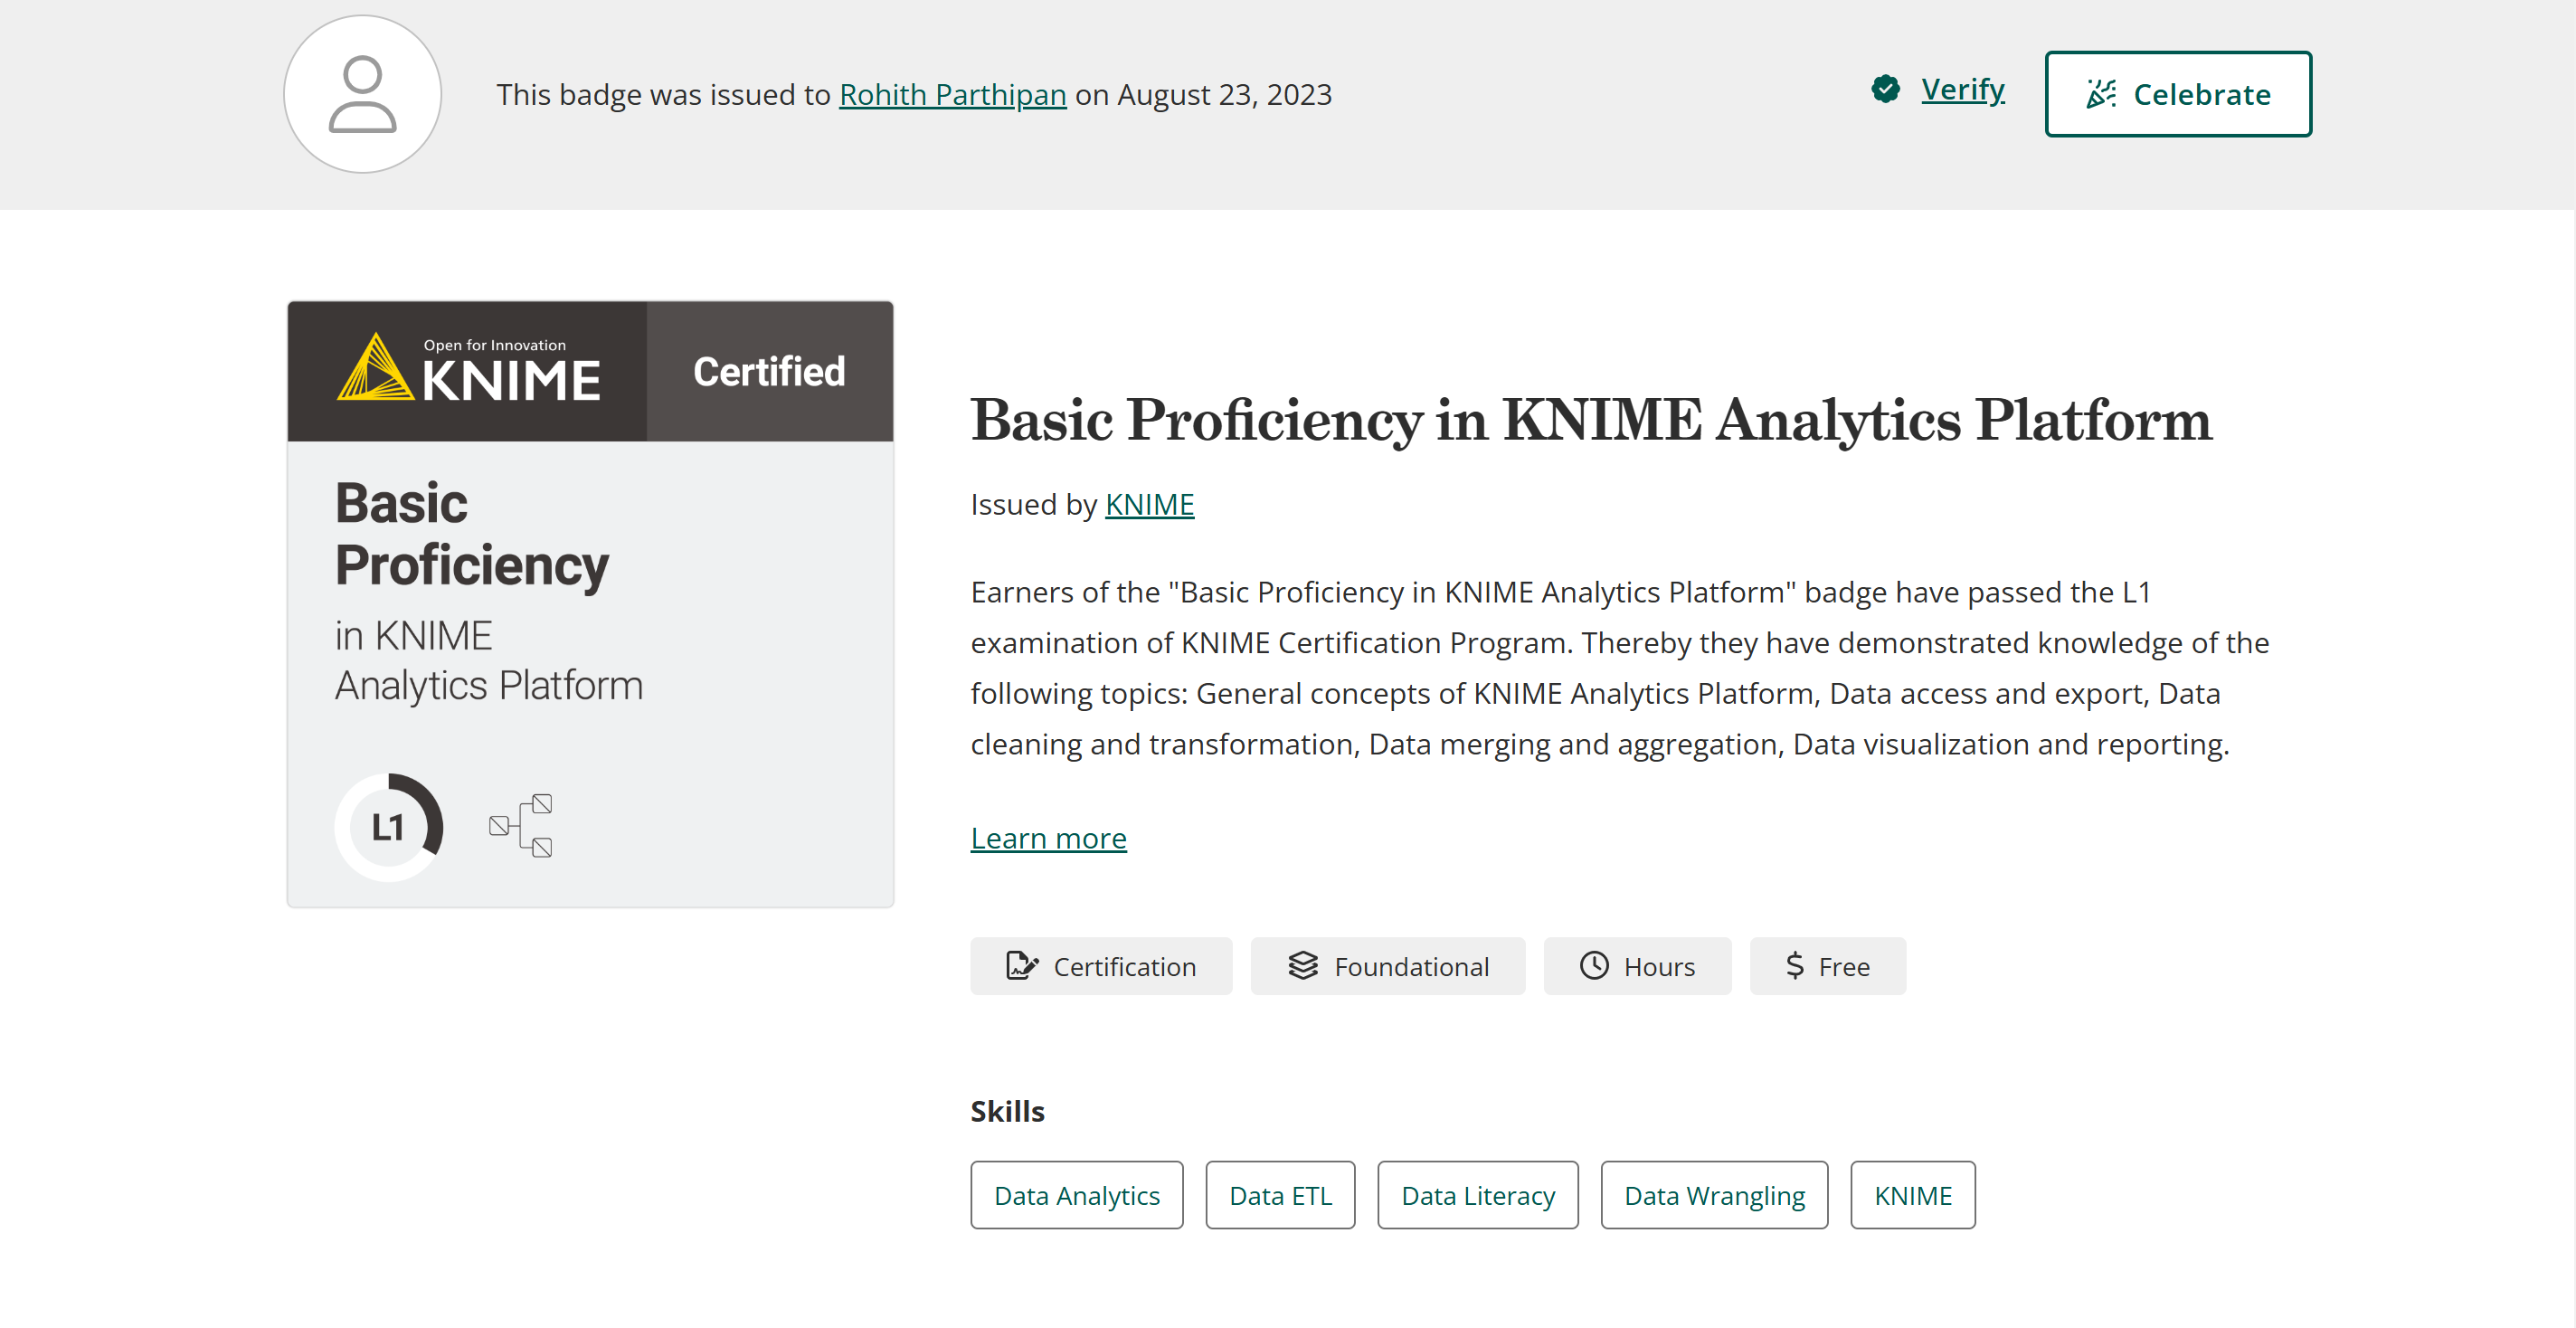 This badge was issued to Rohith Parthipan on August 23, 2023
Verify
Celebrate
Open for Innovation
KNIME
Certified
Basic
Proficiency
in KNIME
Analytics Platform
L1
Basic Proficiency in KNIME Analytics Platform
Issued by KNIME
Earners of the "Basic Proficiency in KNIME Analytics Platform" badge have passed the L1
examination of KNIME Certification Program. Thereby they have demonstrated knowledge of the
following topics: General concepts of KNIME Analytics Platform, Data access and export, Data
cleaning and transformation, Data merging and aggregation, Data visualization and reporting.
Learn more
Certification
Foundational
Hours
$ Free
Skills
Data Analytics
Data ETL
Data Literacy
Data Wrangling
KNIME